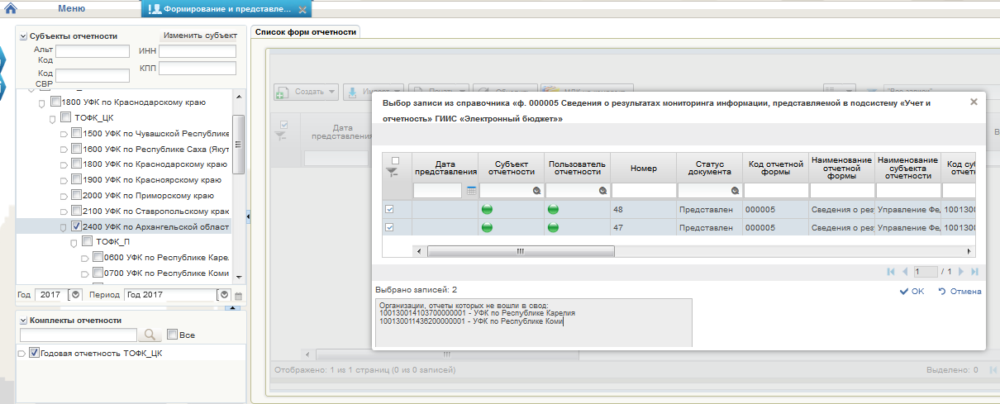 Меню
Формирование и представле...
Субъекты отчетности
Изменить субъект
Альт Код
ИНН
Код СВР
КПП
1800 УФК по Краснодарскому краю
ТОФК_ЦК
1500 УФК по Чувашской Республике
1600 УФК по Республике Саха (Якут
1800 УФК по Краснодарскому краю
1900 УФК по Красноярскому краю
2000 УФК по Приморскому краю
2100 УФК по Ставропольскому краю
2400 УФК по Архангельской област
ТОФК_П
0600 УФК по Республике Каре
0700 УФК по Республике Коми
Год 2017 Период Год 2017
Комплекты отчетности
Все
Годовая отчетность ТОФК_ЦК
Список форм отчетности
Создать
Импорт
Печать
"Все записи"
Дата представления
Выбор записи из справочника «ф. 000005 Сведения о результатах мониторинга информации, представляемой в подсистему «Учет и
отчетность» ГИИС «Электронный бюджет»»
Дата представления
Субъект отчетности
Пользователь отчетности
Номер
Статус документа
Код отчетной формы
Наименование отчетной формы
Наименование субъекта отчетности
Код суб отчетн
48 Представлен 000005 Сведения о рез Управление Фед 1001300
47 Представлен 000005 Сведения о рез Управление Фед 1001300
1 / 1
Выбрано записей: 2
OK
Отмена
Организации, отчеты которых не вошли в свод:
10013001410370000001 - УФК по Республике Карелия
10013001143620000001 - УФК по Республике Коми
Отображено: 1 из 1 страниц (0 из 0 записей)
Выделено: 0